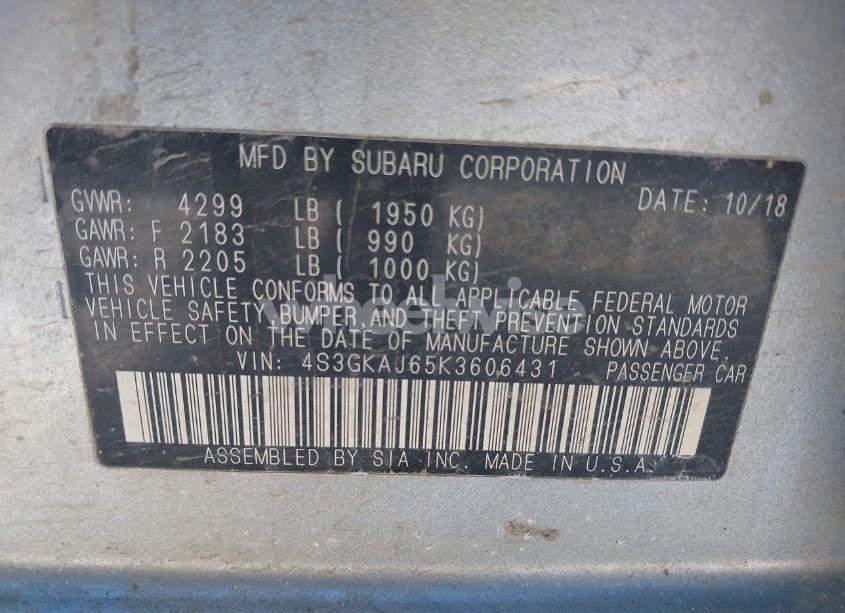 MFD BY SUBARU CORPORATION
DATE: 10/18
GVWR: 4299 LB ( 1950 KG)
GAWR: F 2183 LB ( 990 KG)
GAWR: R 2205 LB ( 1000 KG)
THIS VEHICLE CONFORMS TO ALL APPLICABLE FEDERAL MOTOR
VEHICLE SAFETY, BUMPER, AND THEFT PREVENTION STANDARDS
IN EFFECT ON THE DATE OF MANUFACTURE SHOWN ABOVE.
VIN: 4S3GKAJ65K3606431 PASSENGER CAR
ASSEMBLED BY SIA INC. MADE IN U.S.A.
wheelwise